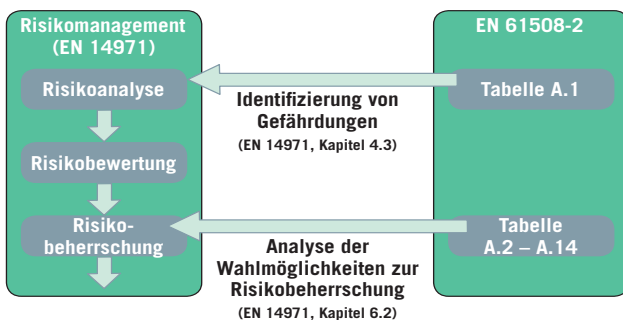 Risikomanagement
(EN 14971)
Risikoanalyse
Risikobewertung
Risiko-
beherrschung
Identifizierung von
Gefährdungen
(EN 14971, Kapitel 4.3)
Analyse der
Wahlmöglichkeiten zur
Risikobeherrschung
(EN 14971, Kapitel 6.2)
EN 61508-2
Tabelle A.1
Tabelle
A.2 – A.14